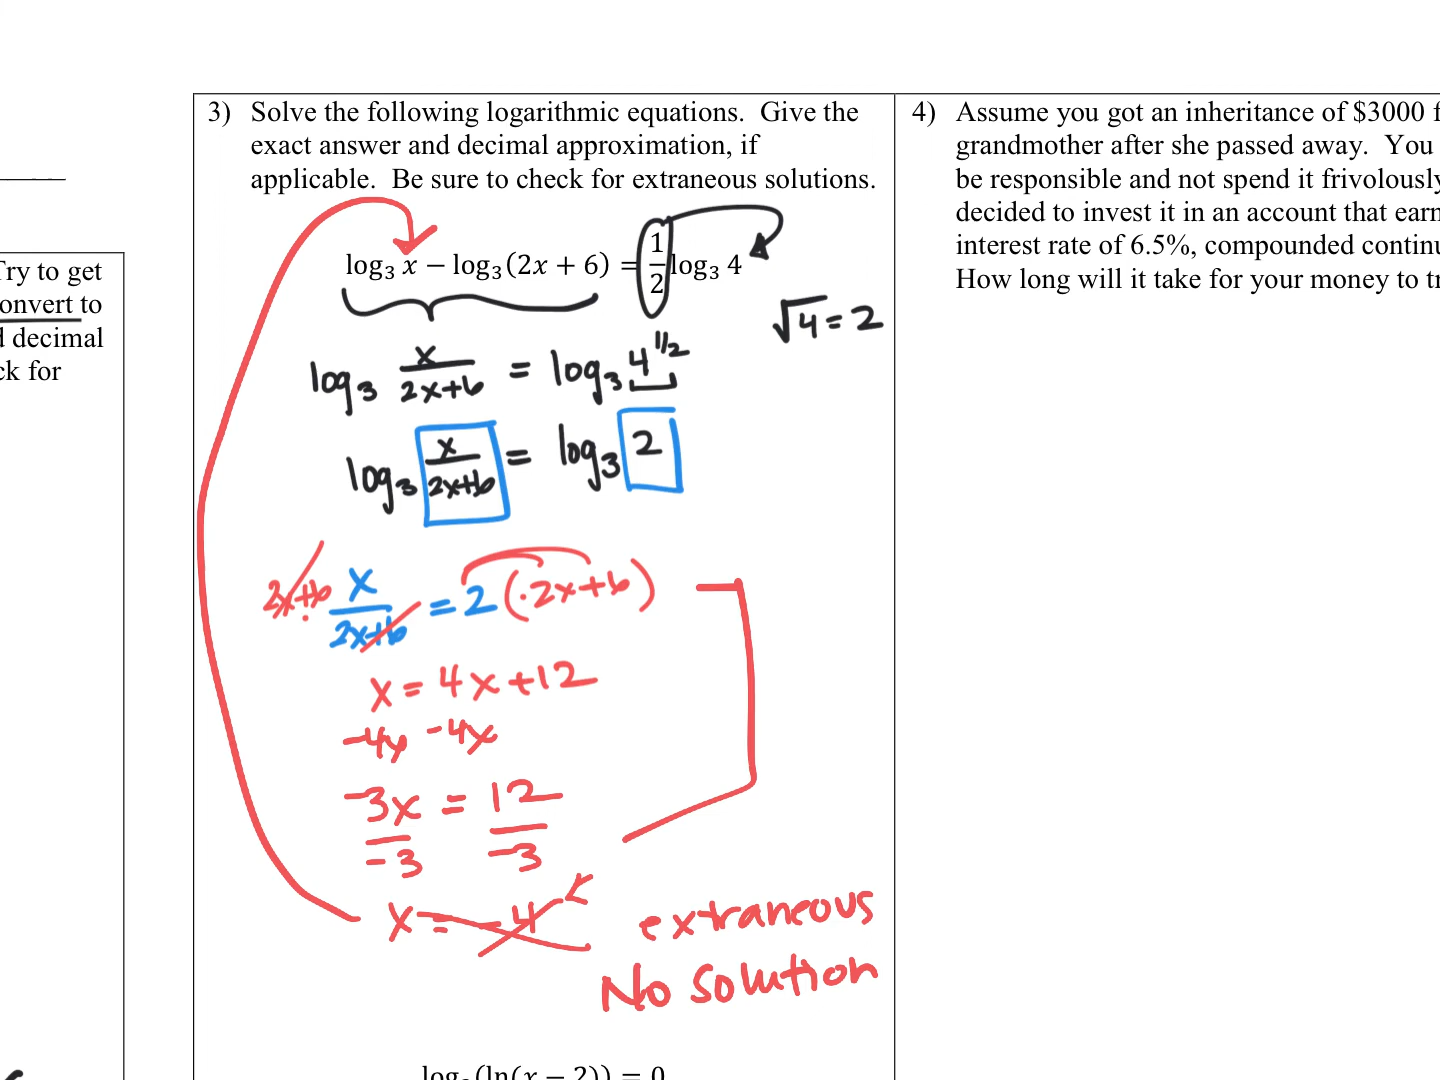 Try to get
onvert to
d decimal
ck for
3) Solve the following logarithmic equations. Give the
exact answer and decimal approximation, if
applicable. Be sure to check for extraneous solutions.
log₃ x − log₃(2x + 6) = 1/2 log₃ 4
√4 = 2
log₃ x/(2x+6) = log₃ 4^(1/2)
log₃ x/(2x+6) = log₃ 2
2x+6 · x/(2x+6) = 2(2x+6)
x = 4x + 12
-4x -4x
-3x = 12
-3 -3
x = -4
extraneous
No solution
(ln(x − 2)) = 0
4) Assume you got an inheritance of $3000 f
grandmother after she passed away. You
be responsible and not spend it frivolously
decided to invest it in an account that earn
interest rate of 6.5%, compounded continu
How long will it take for your money to tr